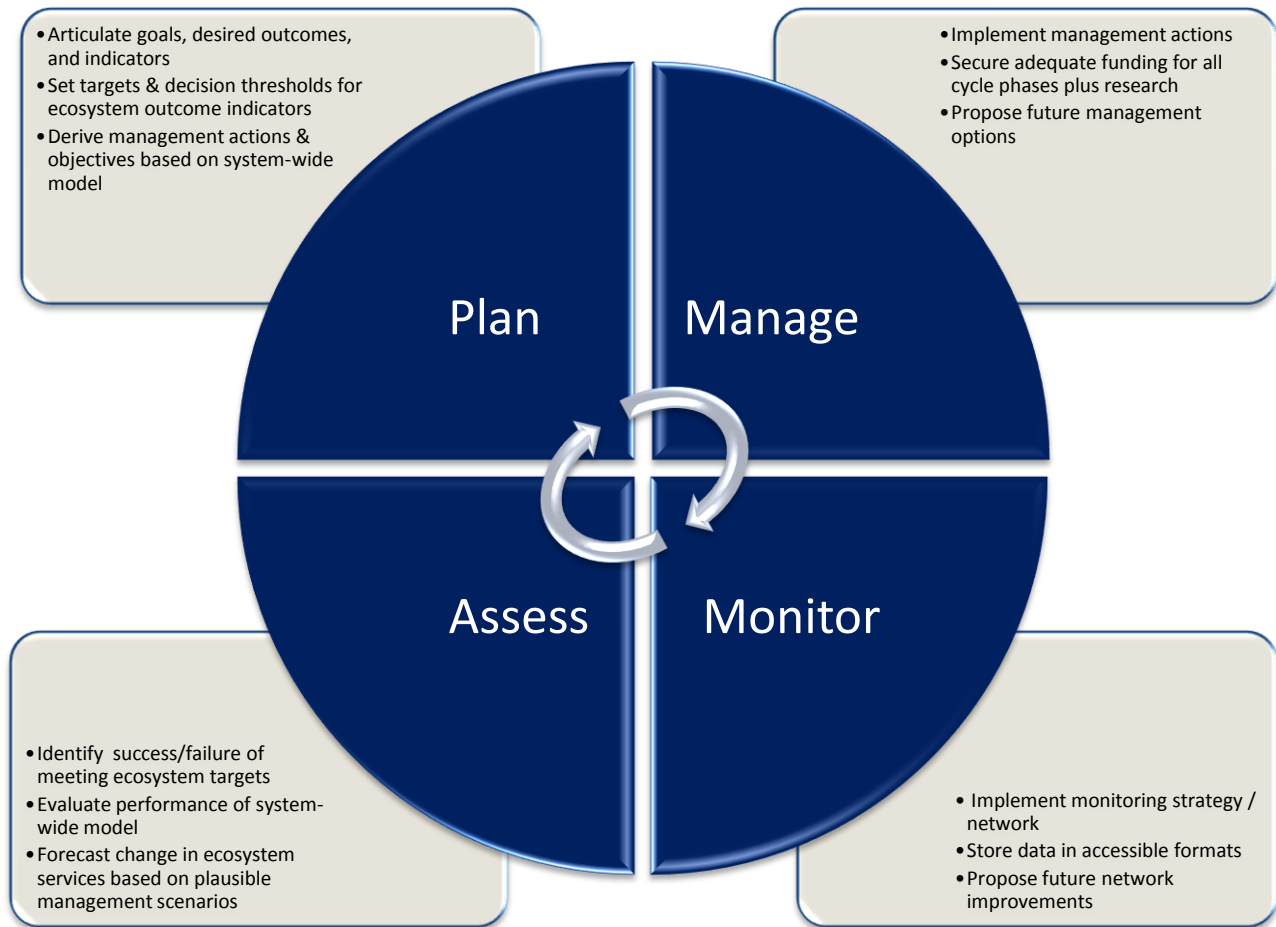 •Articulate goals, desired outcomes,
and indicators
•Set targets & decision thresholds for
ecosystem outcome indicators
•Derive management actions &
objectives based on system-wide
model
•Implement management actions
•Secure adequate funding for all
cycle phases plus research
•Propose future management
options
Plan
Manage
Assess
Monitor
•Identify success/failure of
meeting ecosystem targets
•Evaluate performance of system-
wide model
•Forecast change in ecosystem
services based on plausible
management scenarios
• Implement monitoring strategy /
network
•Store data in accessible formats
•Propose future network
improvements